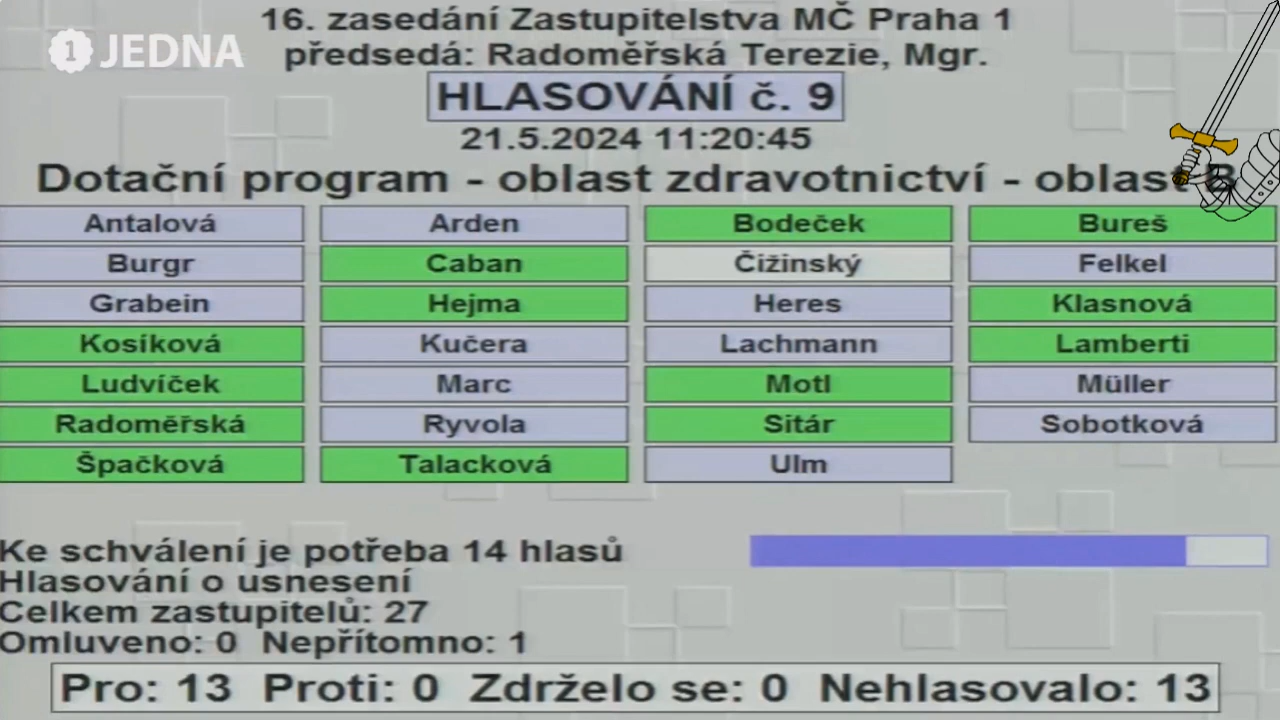 16. zasedání Zastupitelstva MČ Praha 1
1 JEDNA
předsedá: Radoměřská Terezie, Mgr.
HLASOVÁNÍ č. 9
21.5.2024 11:20:45
Dotační program - oblast zdravotnictví - oblast
Antalová Arden Bodeček Bureš
Burgr Caban Čižinský Felkel
Grabein Hejma Heres Klasnová
Kosíková Kučera Lachmann Lamberti
Ludvíček Marc Motl Müller
Radoměřská Ryvola Sitár Sobotková
Špačková Talacková Ulm
Ke schválení je potřeba 14 hlasů
Hlasování o usnesení
Celkem zastupitelů: 27
Omluveno: 0 Nepřítomno: 1
Pro: 13 Proti: 0 Zdrželo se: 0 Nehlasovalo: 13